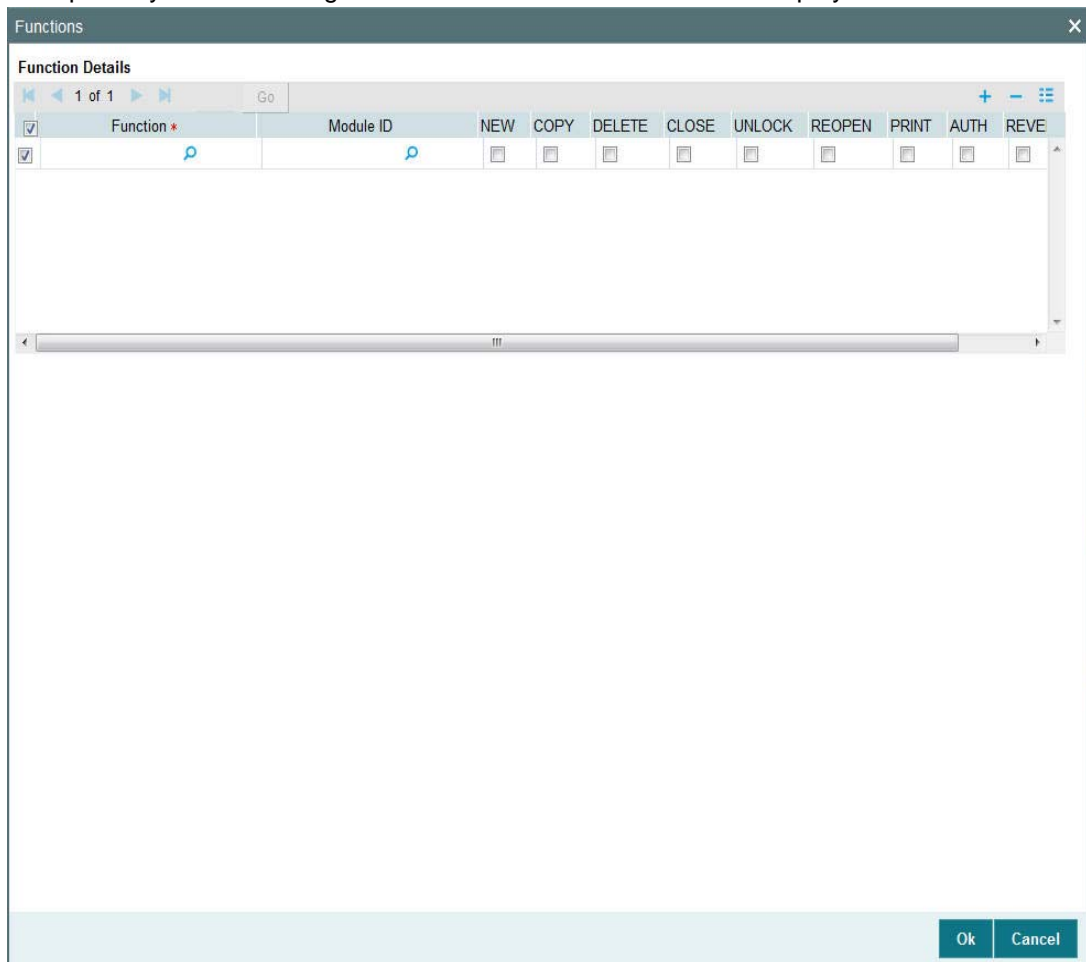 Functions
Function Details
1 of 1 Go
Function * Module ID NEW COPY DELETE CLOSE UNLOCK REOPEN PRINT AUTH REVE
Ok Cancel